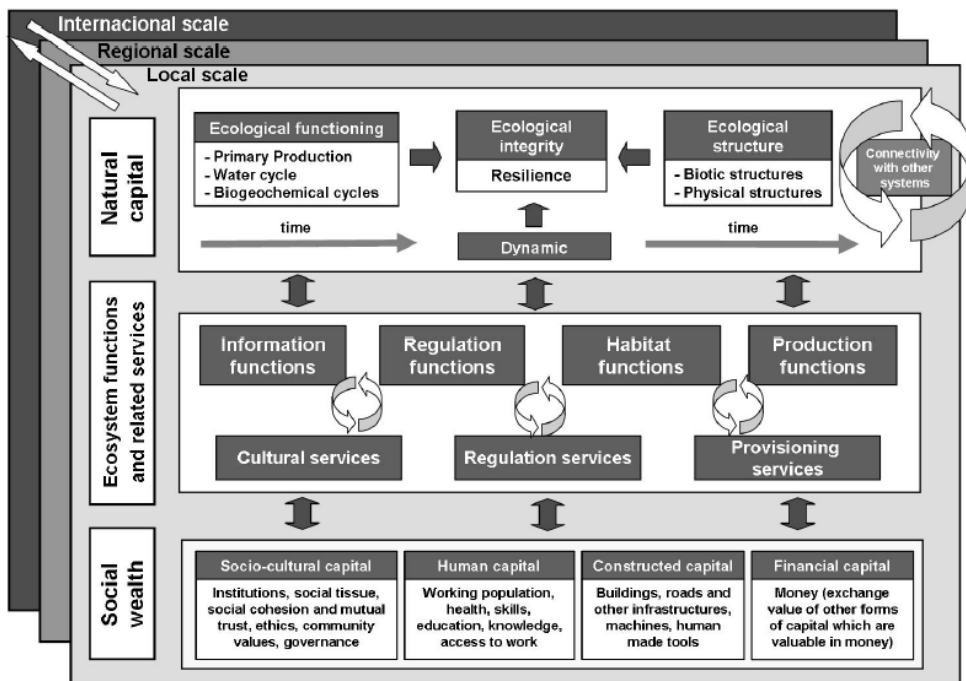 Internacional scale
Regional scale
Local scale
Natural
capital
Ecological functioning
- Primary Production
- Water cycle
- Biogeochemical cycles
Ecological
integrity
Resilience
Ecological
structure
- Biotic structures
- Physical structures
Connectivity
with other
systems
time
Dynamic
time
Ecosystem functions
and related services
Information
functions
Regulation
functions
Habitat
functions
Production
functions
Cultural services
Regulation services
Provisioning
services
Social
wealth
Socio-cultural capital
Institutions, social tissue,
social cohesion and mutual
trust, ethics, community
values, governance
Human capital
Working population,
health, skills,
education, knowledge,
access to work
Constructed capital
Buildings, roads and
other infrastructures,
machines, human
made tools
Financial capital
Money (exchange
value of other forms
of capital which are
valuable in money)